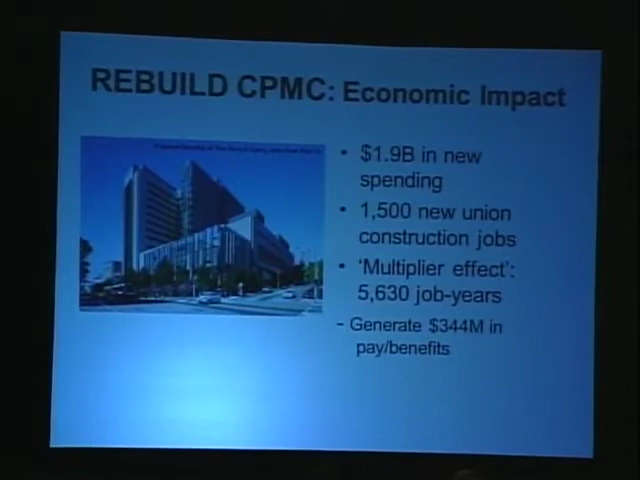 REBUILD CPMC: Economic Impact
• $1.9B in new
spending
• 1,500 new union
construction jobs
• 'Multiplier effect':
5,630 job-years
- Generate $344M in
pay/benefits